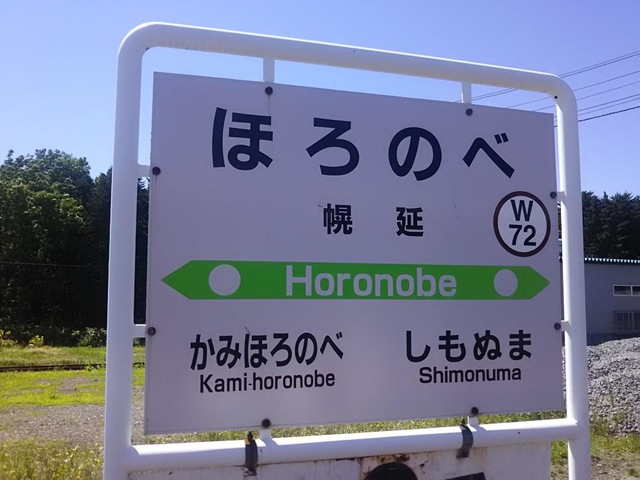 ほろのべ
幌延
W
72
Horonobe
かみほろのべ
Kami-horonobe
しもぬま
Shimonuma